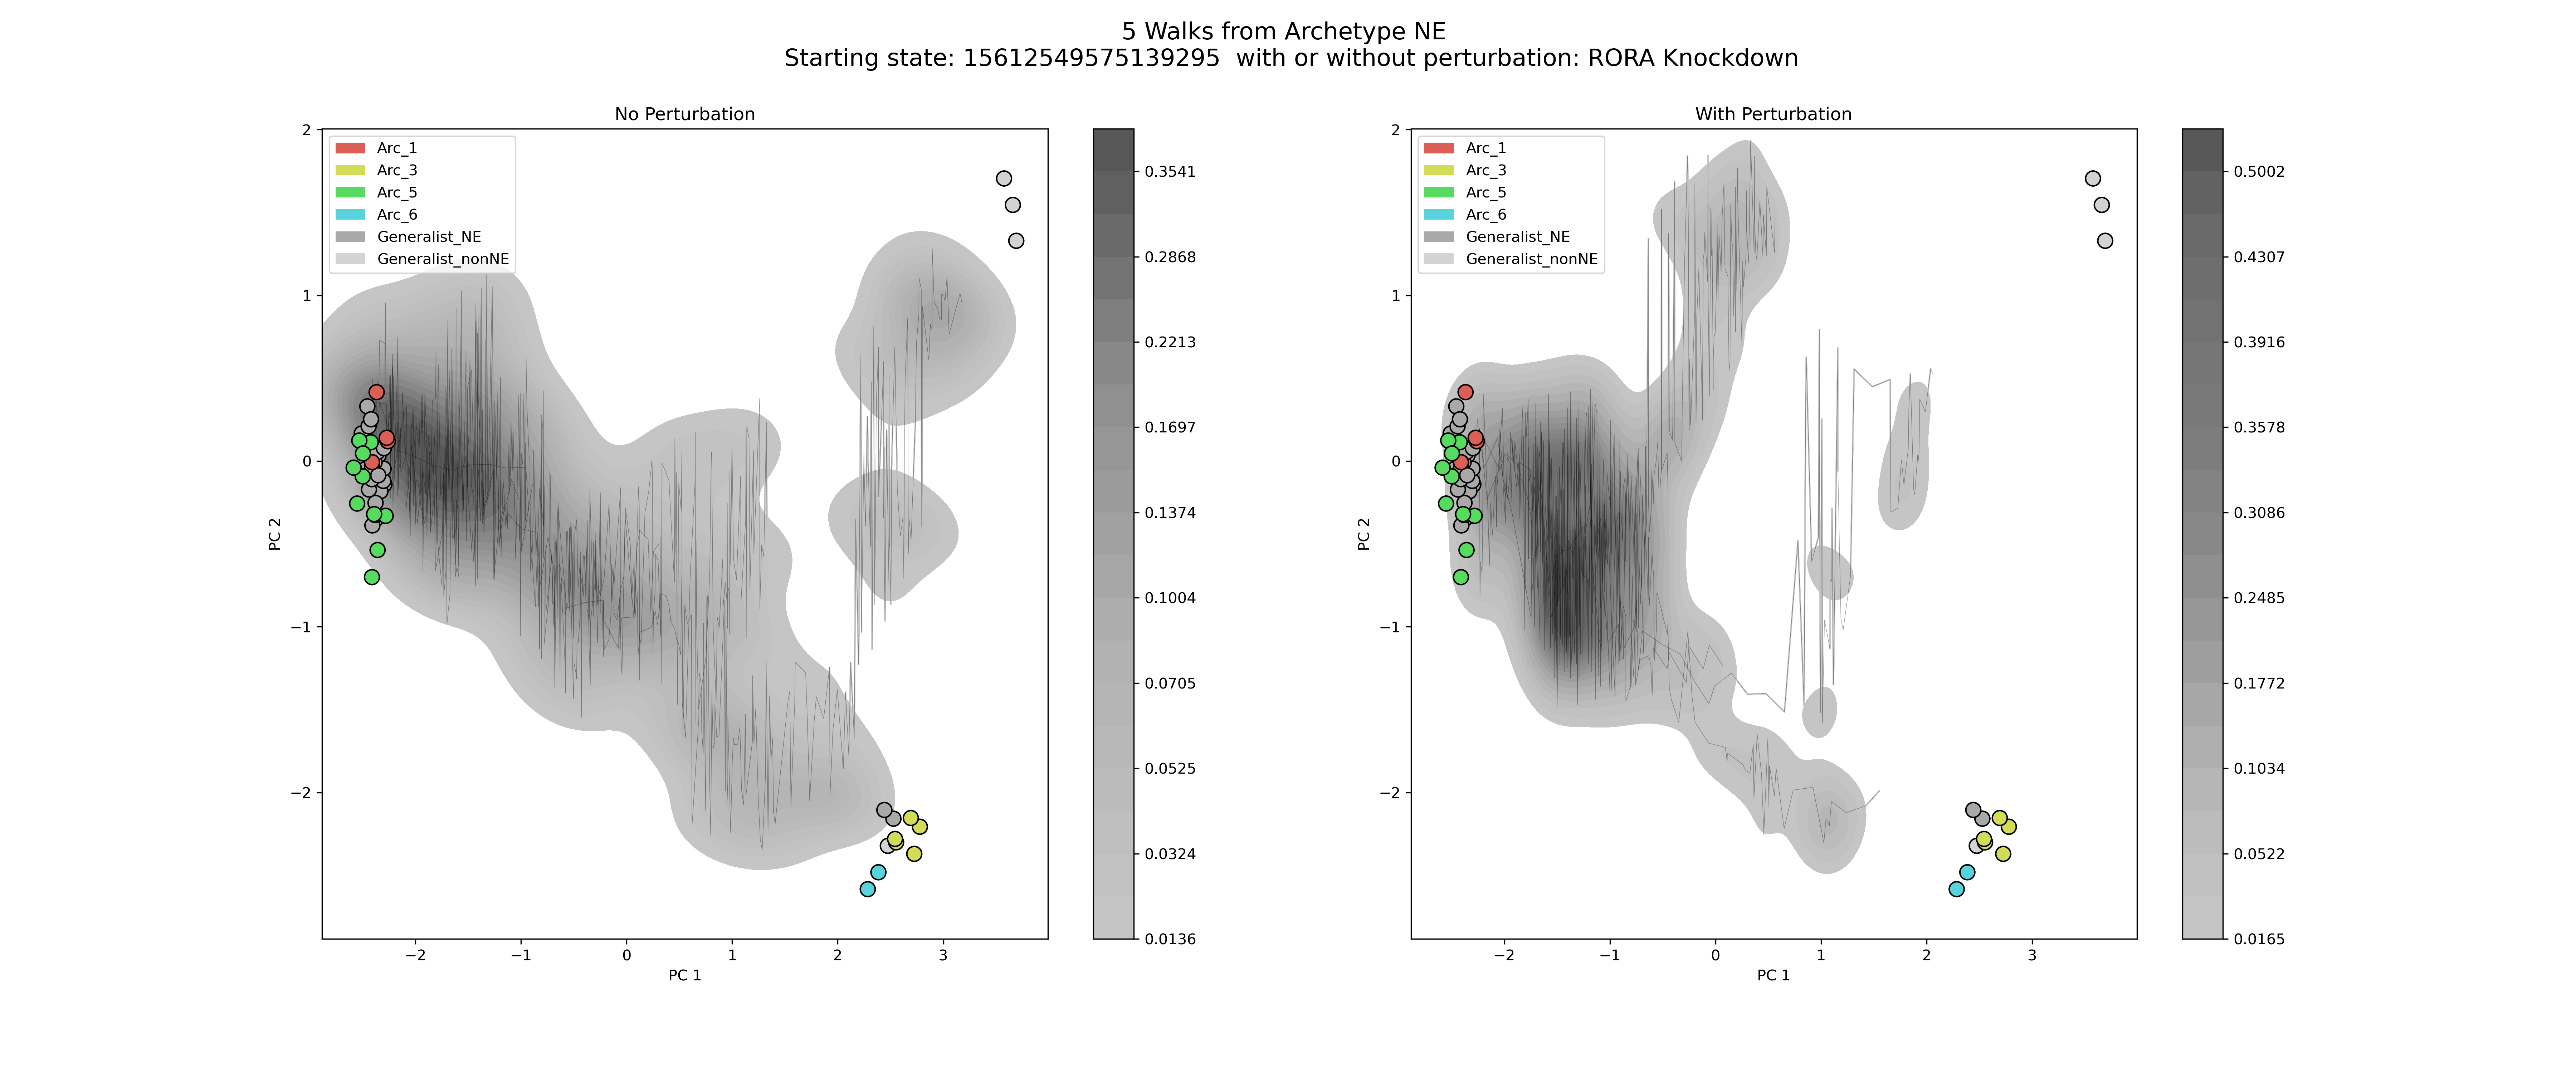 5 Walks from Archetype NE
Starting state: 15612549575139295  with or without perturbation: RORA Knockdown
No Perturbation
Arc_1
Arc_3
Arc_5
Arc_6
Generalist_NE
Generalist_nonNE
2
1
0
−1
−2
PC 2
−2
−1
0
1
2
3
PC 1
0.3541
0.2868
0.2213
0.1697
0.1374
0.1004
0.0705
0.0525
0.0324
0.0136
With Perturbation
Arc_1
Arc_3
Arc_5
Arc_6
Generalist_NE
Generalist_nonNE
2
1
0
−1
−2
PC 2
−2
−1
0
1
2
3
PC 1
0.5002
0.4307
0.3916
0.3578
0.3086
0.2485
0.1772
0.1034
0.0522
0.0165